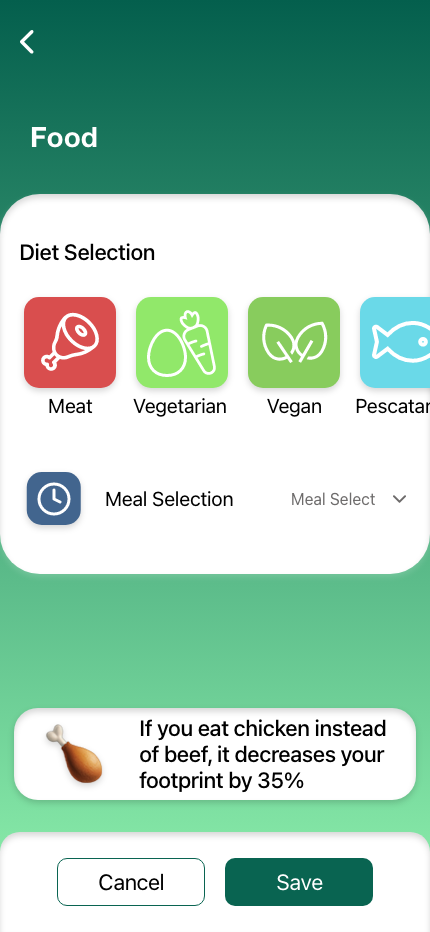 Food
Diet Selection
Meat
Vegetarian
Vegan
Pescatar
Meal Selection
Meal Select
If you eat chicken instead
of beef, it decreases your
footprint by 35%
Cancel
Save